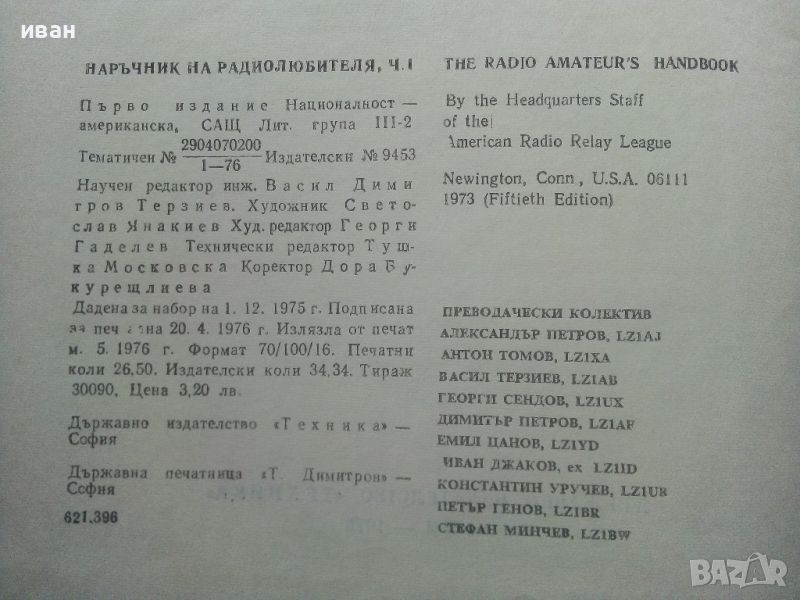 иван
НАРЪЧНИК НА РАДИОЛЮБИТЕЛЯ, Ч.I
Първо издание Националност —
американска, САЩ Лит. група III-2
Тематичен № 2904070200/1—76 Издателски № 9453
Научен редактор инж. Васил Дими
тров Терзиев. Художник Свето-
слав Янакиев Худ. редактор Георги
Гаделев Технически редактор Туш-
ка Московска Коректор Дора Бу-
курещлиева
Дадена за набор на 1. 12. 1975 г. Подписана
за печ на 20. 4. 1976 г. Излязла от печат
м. 5. 1976 г. Формат 70/100/16. Печатни
коли 26,50. Издателски коли 34,34. Тираж
30090, Цена 3,20 лв.
Държавно издателство «Техника» —
София
Държавна печатница «Т. Димитров» —
София
621.396
THE RADIO AMATEUR'S HANDBOOK
By the Headquarters Staff
of the
American Radio Relay League
Newington, Conn., U.S.A. 06111
1973 (Fiftieth Edition)
ПРЕВОДАЧЕСКИ КОЛЕКТИВ
АЛЕКСАНДЪР ПЕТРОВ, LZ1AJ
АНТОН ТОМОВ, LZ1XA
ВАСИЛ ТЕРЗИЕВ, LZ1AB
ГЕОРГИ СЕНДОВ, LZ1UX
ДИМИТЪР ПЕТРОВ, LZ1AF
ЕМИЛ ЦАНОВ, LZ1YD
ИВАН ДЖАКОВ, ex LZ1ID
КОНСТАНТИН УРУЧЕВ, LZ1UR
ПЕТЪР ГЕНОВ, LZ1BR
СТЕФАН МИНЧЕВ, LZ1BW
BAZAR